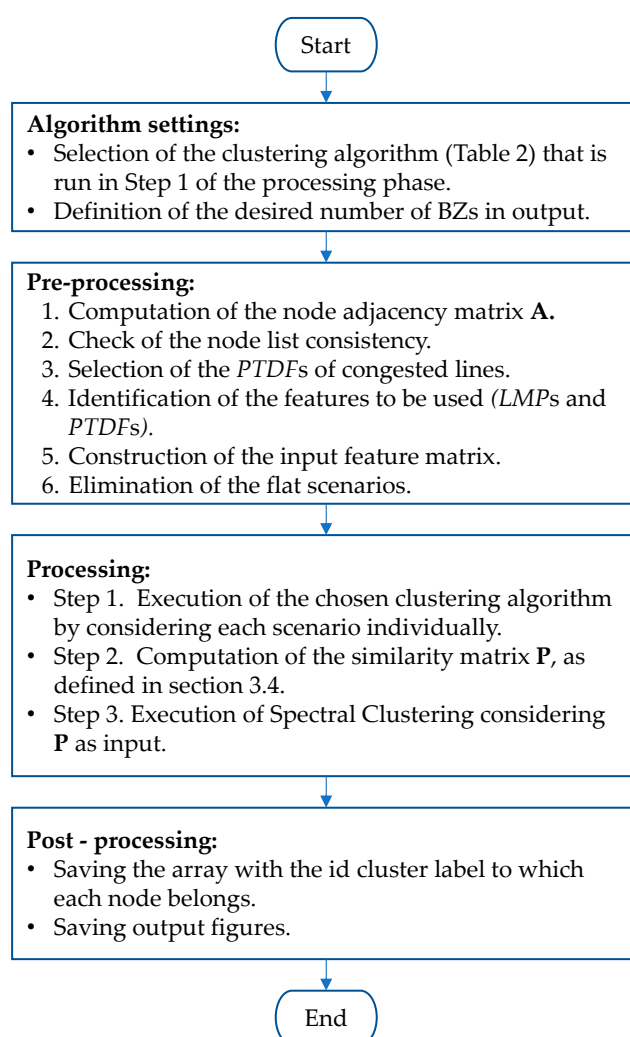 Start
Algorithm settings:
• Selection of the clustering algorithm (Table 2) that is
run in Step 1 of the processing phase.
• Definition of the desired number of BZs in output.
Pre-processing:
1. Computation of the node adjacency matrix A.
2. Check of the node list consistency.
3. Selection of the PTDFs of congested lines.
4. Identification of the features to be used (LMPs and
PTDFs).
5. Construction of the input feature matrix.
6. Elimination of the flat scenarios.
Processing:
• Step 1. Execution of the chosen clustering algorithm
by considering each scenario individually.
• Step 2. Computation of the similarity matrix P, as
defined in section 3.4.
• Step 3. Execution of Spectral Clustering considering
P as input.
Post - processing:
• Saving the array with the id cluster label to which
each node belongs.
• Saving output figures.
End